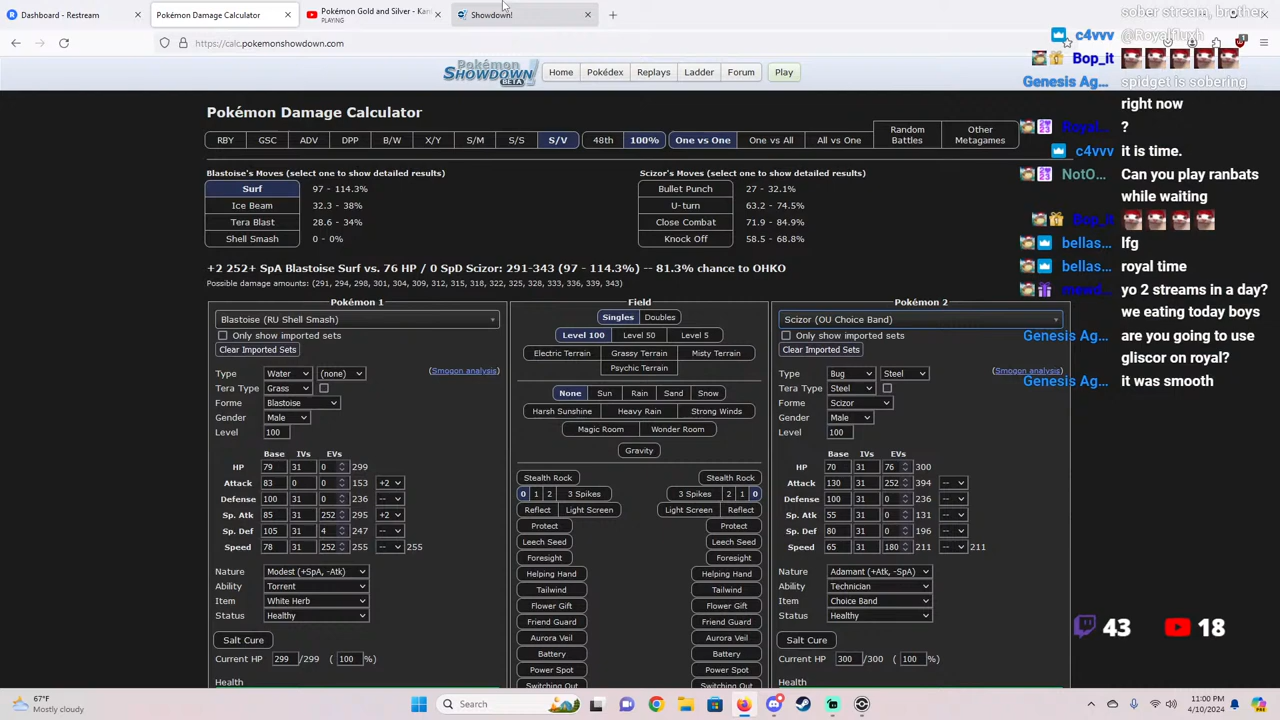 Dashboard - Restream
Pokémon Damage Calculator
Pokémon Gold and Silver - Kan
PLAYING
Showdown!
https://calc.pokemonshowdown.com
Pokémon
SHOWDOWN!
BETA
Home
Pokédex
Replays
Ladder
Forum
Play
Pokémon Damage Calculator
RBY GSC ADV DPP B/W X/Y S/M S/S S/V
48th 100%
One vs One One vs All All vs One
Random Battles
Other Metagames
Blastoise's Moves (select one to show detailed results)
Surf 97 - 114.3%
Ice Beam 32.3 - 38%
Tera Blast 28.6 - 34%
Shell Smash 0 - 0%
Scizor's Moves (select one to show detailed results)
Bullet Punch 27 - 32.1%
U-turn 63.2 - 74.5%
Close Combat 71.9 - 84.9%
Knock Off 58.5 - 68.8%
+2 252+ SpA Blastoise Surf vs. 76 HP / 0 SpD Scizor: 291-343 (97 - 114.3%) -- 81.3% chance to OHKO
Possible damage amounts: (291, 294, 298, 301, 304, 309, 312, 315, 318, 322, 325, 328, 333, 336, 339, 343)
Pokémon 1
Blastoise (RU Shell Smash)
Only show imported sets
Clear Imported Sets
Type Water (none) (Smogon analysis)
Tera Type Grass
Forme Blastoise
Gender Male
Level 100
Base IVs EVs
HP 79 31 0 299
Attack 83 0 0 153 +2
Defense 100 31 0 236 --
Sp. Atk 85 31 252 295 +2
Sp. Def 105 31 4 247 --
Speed 78 31 252 255 -- 255
Nature Modest (+SpA, -Atk)
Ability Torrent
Item White Herb
Status Healthy
Salt Cure
Current HP 299 /299 ( 100 %)
Health
Field
Singles Doubles
Level 100 Level 50 Level 5
Electric Terrain Grassy Terrain Misty Terrain
Psychic Terrain
None Sun Rain Sand Snow
Harsh Sunshine Heavy Rain Strong Winds
Magic Room Wonder Room
Gravity
Stealth Rock Stealth Rock
0 1 2 3 Spikes 3 Spikes 2 1 0
Reflect Light Screen Light Screen Reflect
Protect Protect
Leech Seed Leech Seed
Foresight Foresight
Helping Hand Helping Hand
Tailwind Tailwind
Flower Gift Flower Gift
Friend Guard Friend Guard
Aurora Veil Aurora Veil
Battery Battery
Power Spot Power Spot
Switching Out Switching Out
Pokémon 2
Scizor (OU Choice Band)
Only show imported sets
Clear Imported Sets
Type Bug Steel (Smogon analysis)
Tera Type Steel
Forme Scizor
Gender Male
Level 100
Base IVs EVs
HP 70 31 76 300
Attack 130 31 252 394 --
Defense 100 31 0 236 --
Sp. Atk 55 31 0 131 --
Sp. Def 80 31 0 196 --
Speed 65 31 180 211 -- 211
Nature Adamant (+Atk, -SpA)
Ability Technician
Item Choice Band
Status Healthy
Salt Cure
Current HP 300 /300 ( 100 %)
Health
sober stream, brother
c4vvv @Royalfluxh
Bop_it
Genesis Ag... spidget is sobering
right now
Royal... ?
c4vvv it is time.
NotO... Can you play ranbats
while waiting
Bop_it
bellas... lfg
bellas... royal time
yo 2 streams in a day?
we eating today boys
Genesis Ag... are you going to use
gliscor on royal?
Genesis Ag... it was smooth
43
18
67°F
Mostly cloudy
Search
11:00 PM
4/10/2024